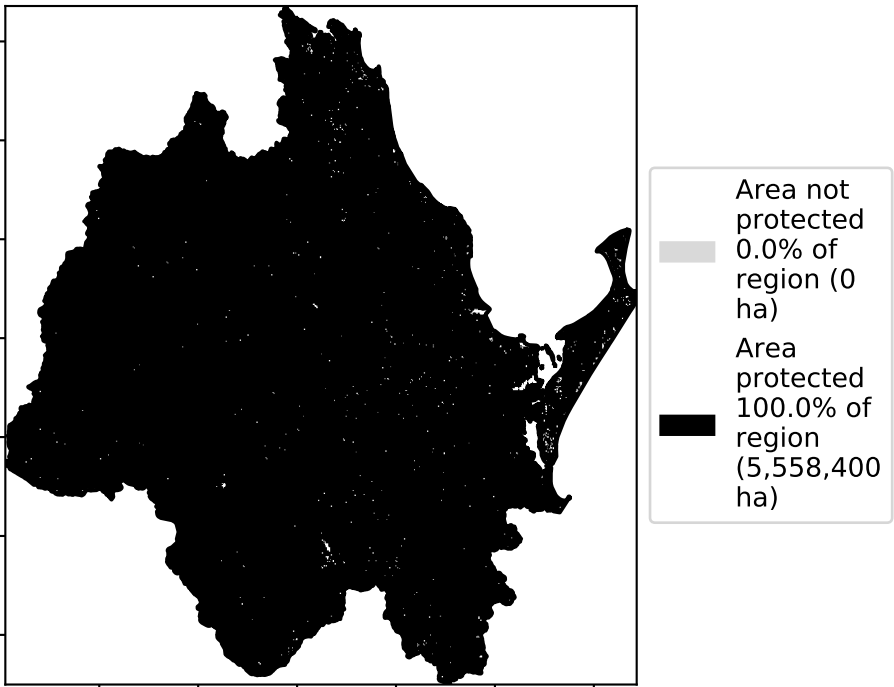 Area not
protected
0.0% of
region (0
ha)
Area
protected
100.0% of
region
(5,558,400
ha)